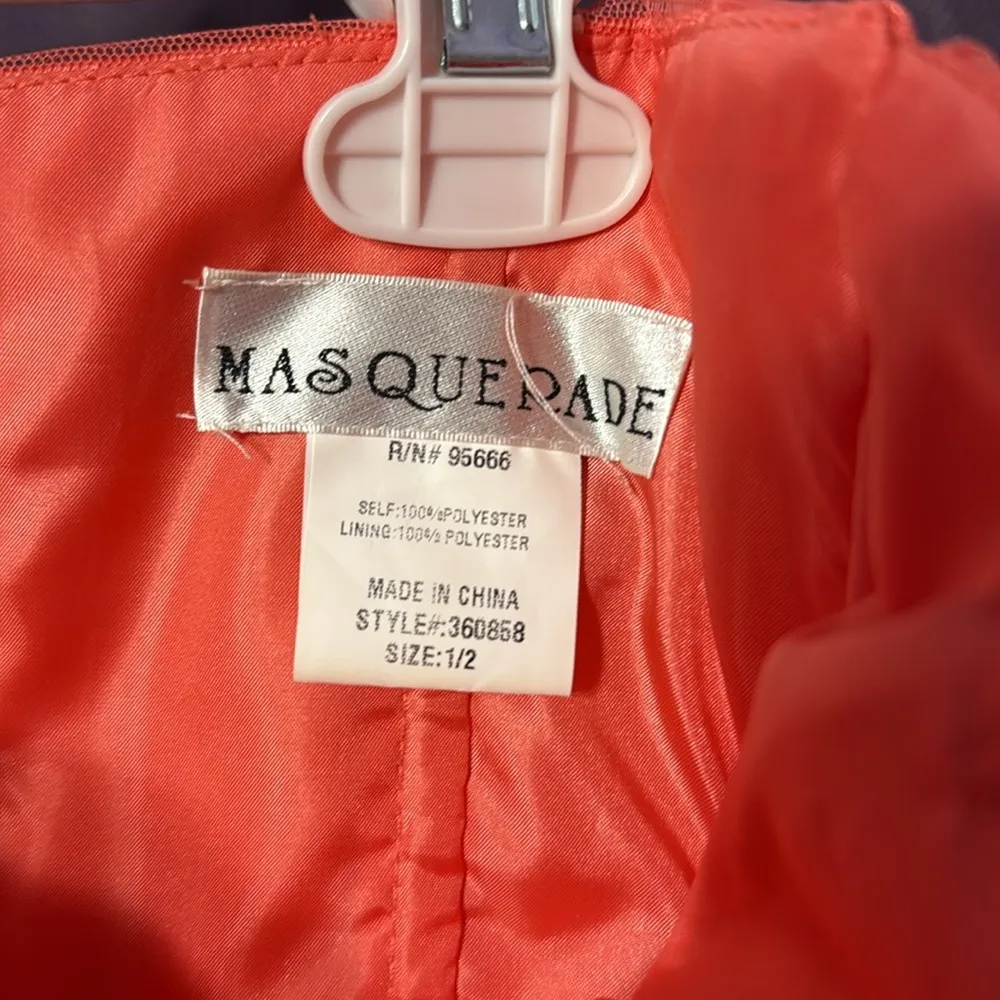 MASQUERADE
R/N# 95666
SELF:100%POLYESTER
LINING:100% POLYESTER
MADE IN CHINA
STYLE#:360858
SIZE:1/2